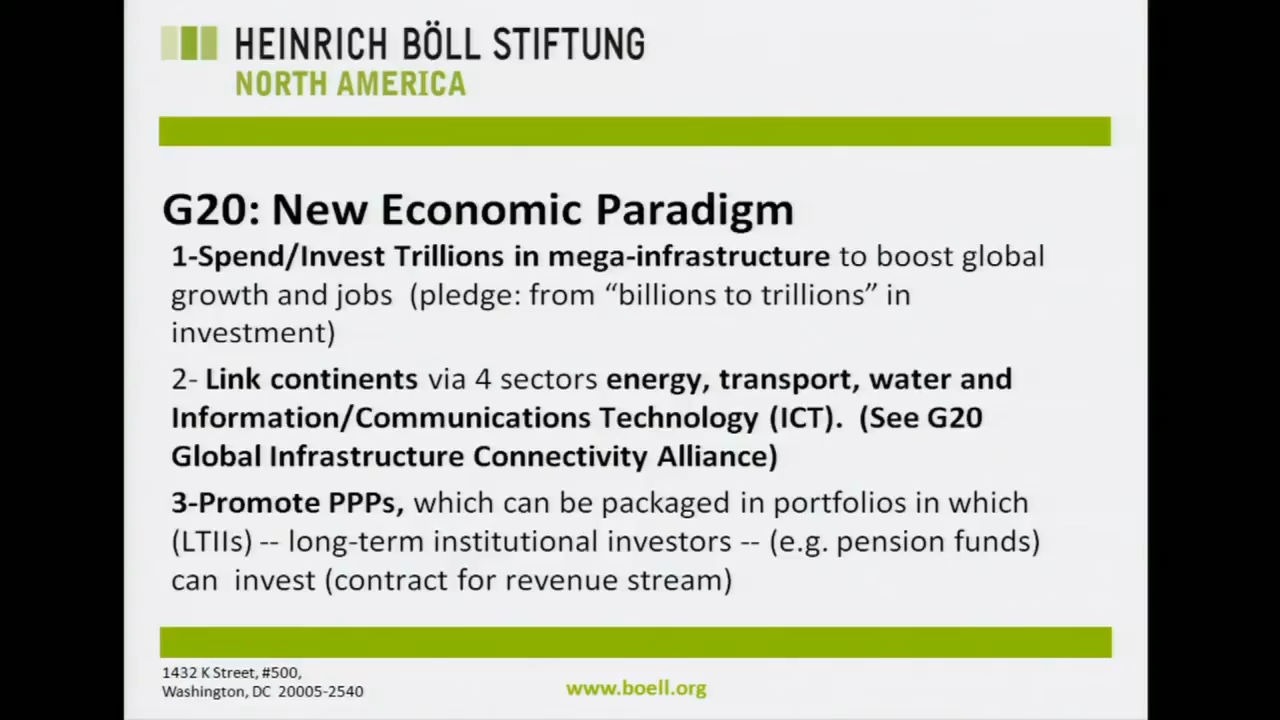 HEINRICH BÖLL STIFTUNG
NORTH AMERICA
G20: New Economic Paradigm
1-Spend/Invest Trillions in mega-infrastructure to boost global
growth and jobs  (pledge: from “billions to trillions” in
investment)
2- Link continents via 4 sectors energy, transport, water and
Information/Communications Technology (ICT).  (See G20
Global Infrastructure Connectivity Alliance)
3-Promote PPPs, which can be packaged in portfolios in which
(LTIIs) -- long-term institutional investors -- (e.g. pension funds)
can  invest (contract for revenue stream)
1432 K Street, #500,
Washington, DC  20005-2540
www.boell.org